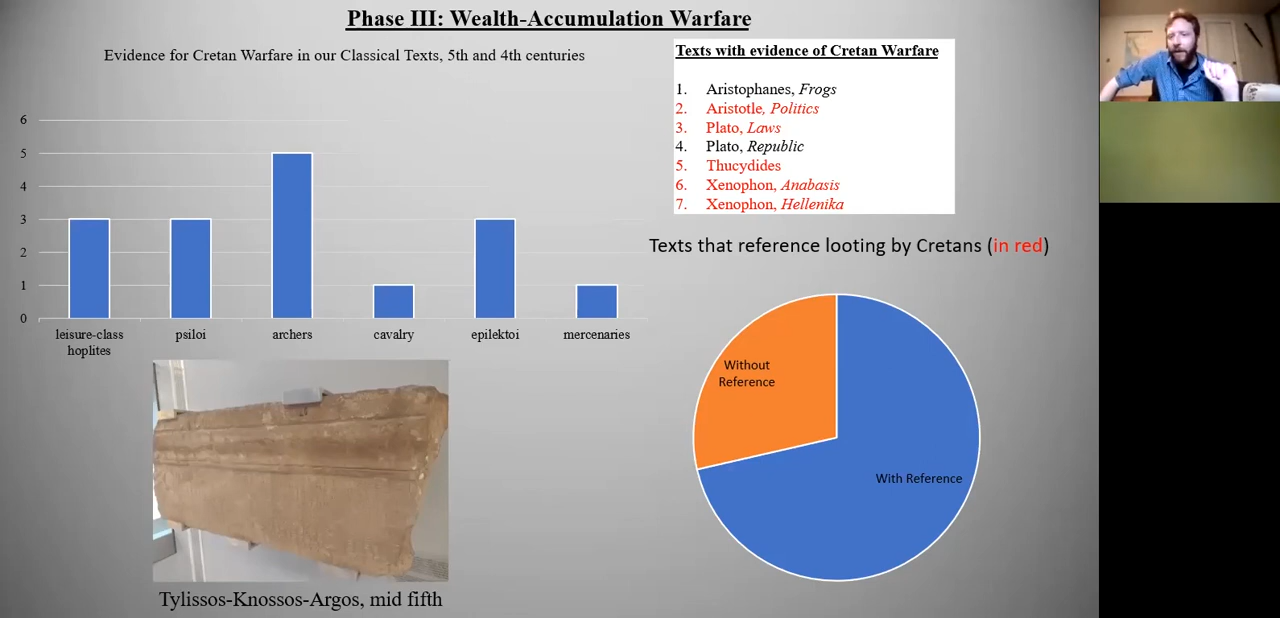 Phase III: Wealth-Accumulation Warfare
Evidence for Cretan Warfare in our Classical Texts, 5th and 4th centuries
6
5
4
3
2
1
0
leisure-class hoplites
psiloi
archers
cavalry
epilektoi
mercenaries
Tylissos-Knossos-Argos, mid fifth
Texts with evidence of Cretan Warfare
1. Aristophanes, Frogs
2. Aristotle, Politics
3. Plato, Laws
4. Plato, Republic
5. Thucydides
6. Xenophon, Anabasis
7. Xenophon, Hellenika
Texts that reference looting by Cretans (in red)
Without
Reference
With Reference